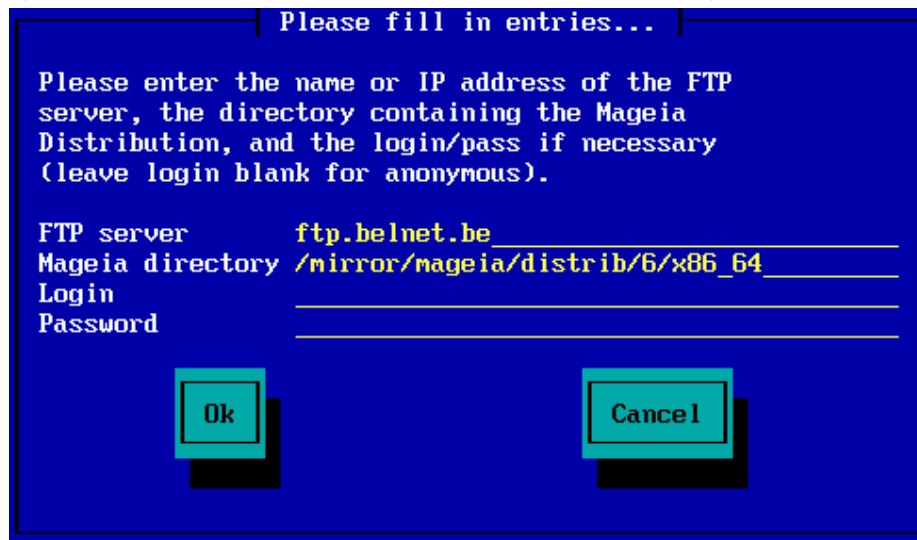 Please fill in entries...
Please enter the name or IP address of the FTP
server, the directory containing the Mageia
Distribution, and the login/pass if necessary
(leave login blank for anonymous).
FTP server ftp.belnet.be
Mageia directory /mirror/mageia/distrib/6/x86_64
Login
Password
Ok Cancel